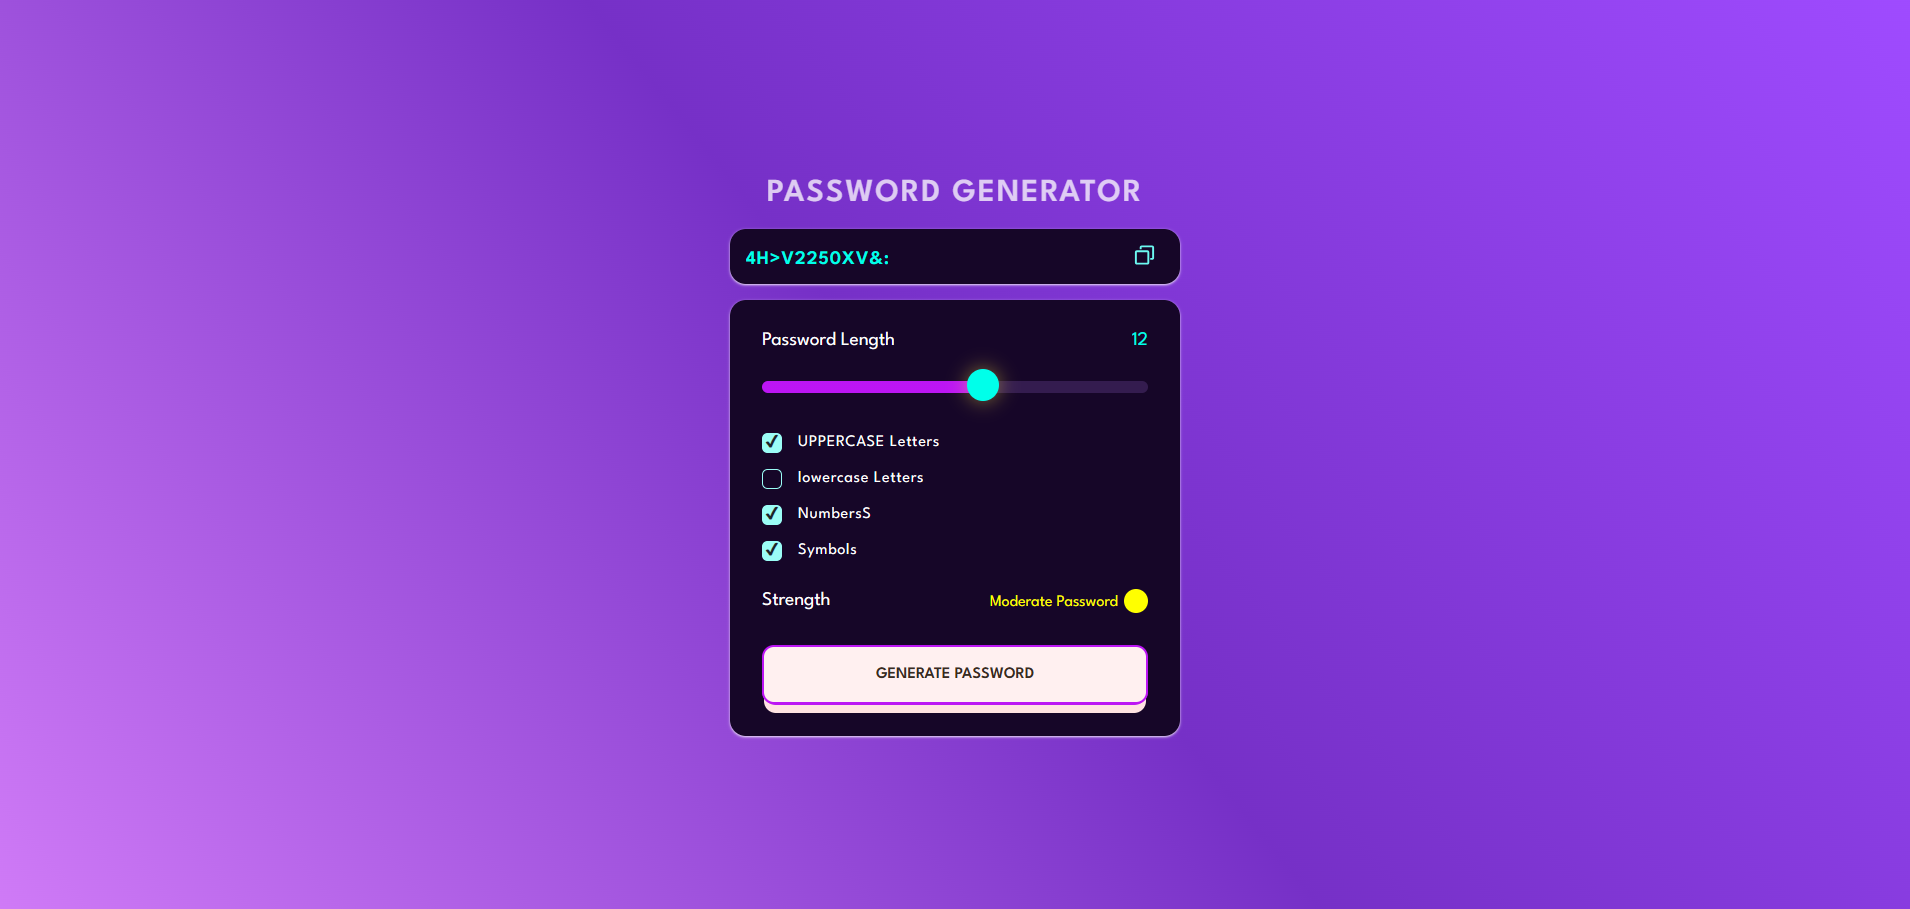 PASSWORD GENERATOR
4H>V2250XV&:
Password Length 12
UPPERCASE Letters
lowercase Letters
NumbersS
Symbols
Strength Moderate Password
GENERATE PASSWORD